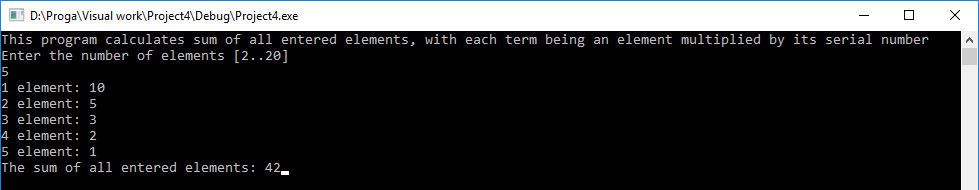 D:\Proga\Visual work\Project4\Debug\Project4.exe
This program calculates sum of all entered elements, with each term being an element multiplied by its serial number
Enter the number of elements [2..20]
5
1 element: 10
2 element: 5
3 element: 3
4 element: 2
5 element: 1
The sum of all entered elements: 42